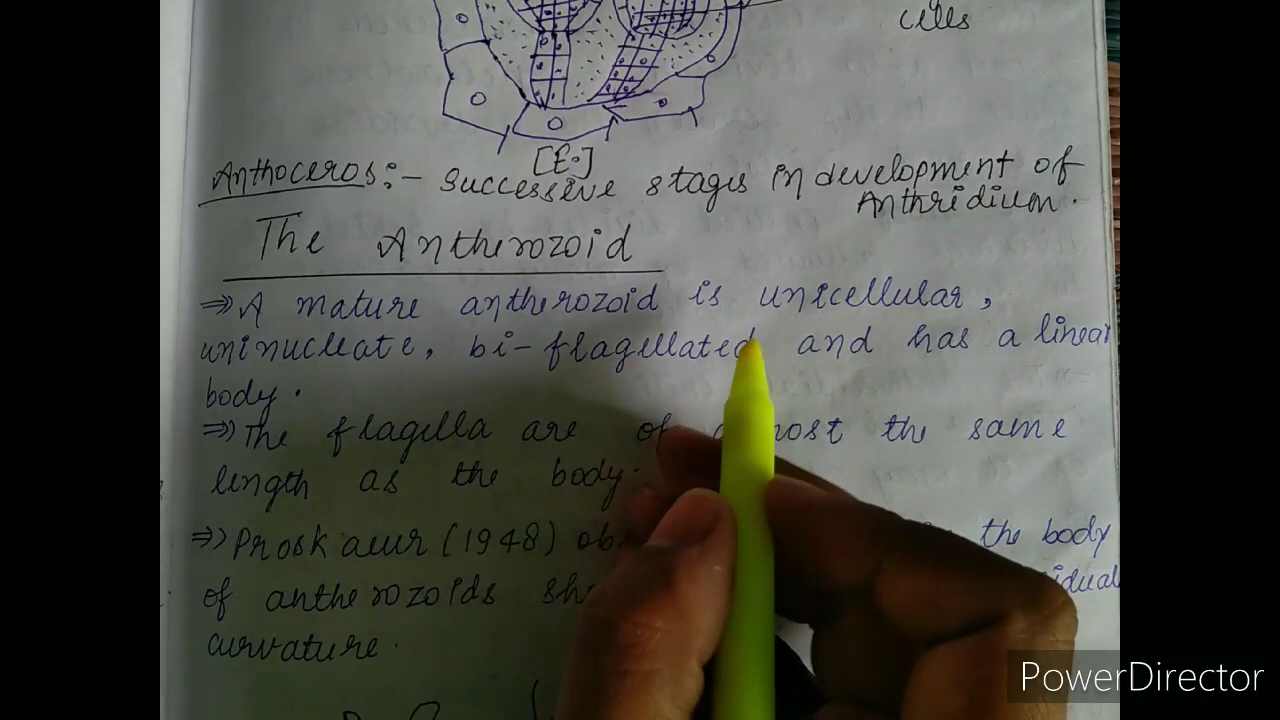 cells
[E.]
Anthoceros:- Successive stages in development of
Anthridium.
The Antherozoid
⇒ A mature antherozoid is unicellular,
uninucleate, bi-flagellated and has a linear
body.
⇒ The flagella are of the same
length as the body.
⇒ Proskaeur (1948) the body
of antherozoids
curvature.
PowerDirector